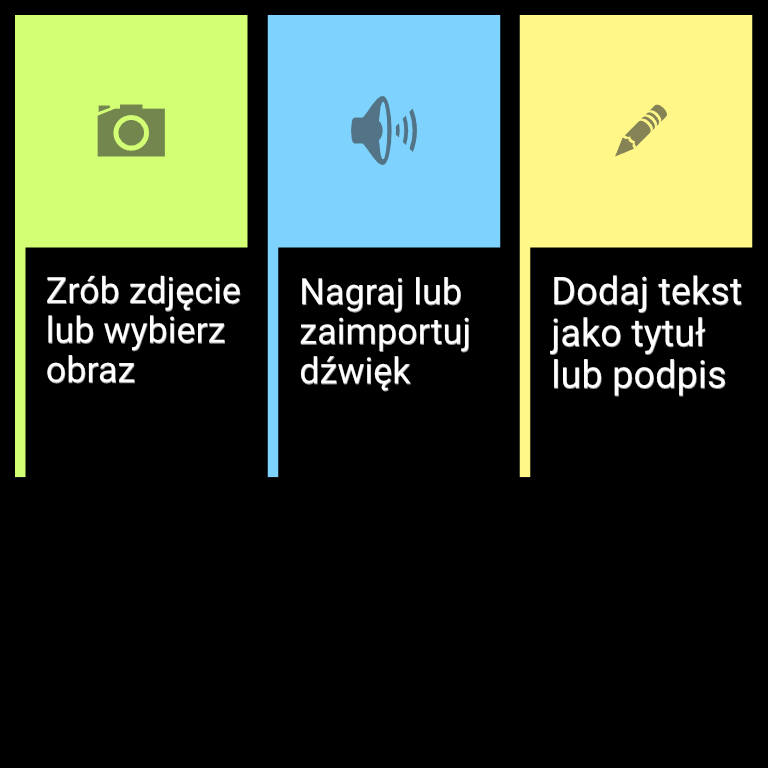 Zrób zdjęcie
lub wybierz
obraz
Nagraj lub
zaimportuj
dźwięk
Dodaj tekst
jako tytuł
lub podpis